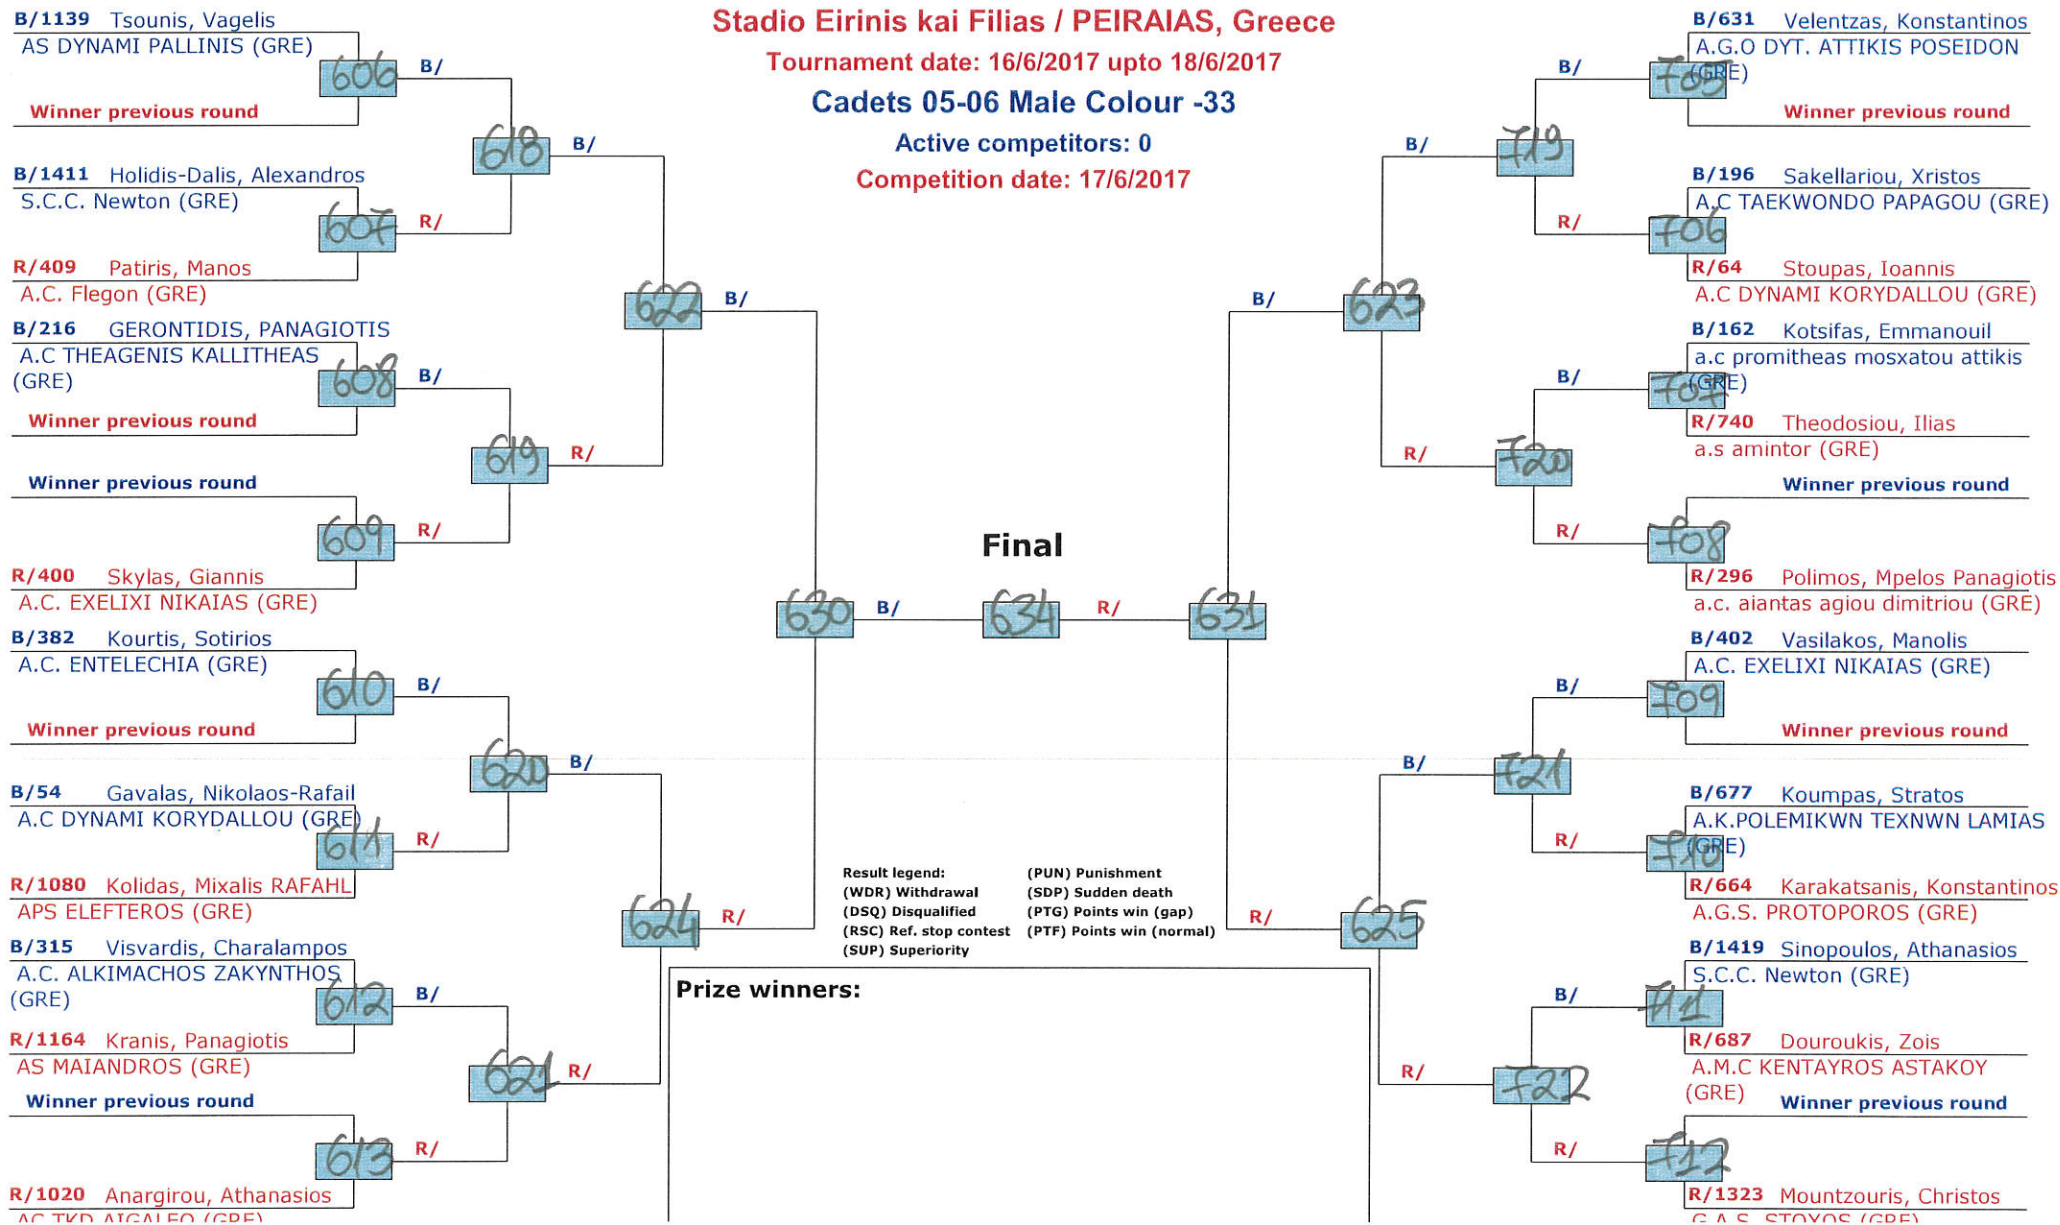 Stadio Eirinis kai Filias / PEIRAIAS, Greece
Tournament date: 16/6/2017 upto 18/6/2017
Cadets 05-06 Male Colour -33
Active competitors: 0
Competition date: 17/6/2017
B/1139 Tsounis, Vagelis
AS DYNAMI PALLINIS (GRE)
606
B/
Winner previous round
618
B/
B/1411 Holidis-Dalis, Alexandros
S.C.C. Newton (GRE)
607
R/
R/409 Patiris, Manos
A.C. Flegon (GRE)
622
B/
B/216 GERONTIDIS, PANAGIOTIS
A.C THEAGENIS KALLITHEAS
(GRE)
608
B/
Winner previous round
619
R/
Winner previous round
609
R/
R/400 Skylas, Giannis
A.C. EXELIXI NIKAIAS (GRE)
630
B/
B/382 Kourtis, Sotirios
A.C. ENTELECHIA (GRE)
610
B/
Winner previous round
620
B/
B/54 Gavalas, Nikolaos-Rafail
A.C DYNAMI KORYDALLOU (GRE)
611
R/
R/1080 Kolidas, Mixalis RAFAHL
APS ELEFTEROS (GRE)
624
R/
B/315 Visvardis, Charalampos
A.C. ALKIMACHOS ZAKYNTHOS
(GRE)
612
B/
R/1164 Kranis, Panagiotis
AS MAIANDROS (GRE)
621
R/
Winner previous round
613
R/
R/1020 Anargirou, Athanasios
AC TKD AIGALEO (GRE)
Final
634
R/
631
B/631 Velentzas, Konstantinos
A.G.O DYT. ATTIKIS POSEIDON
(GRE)
705
B/
Winner previous round
719
B/
B/196 Sakellariou, Xristos
A.C TAEKWONDO PAPAGOU (GRE)
706
R/
R/64 Stoupas, Ioannis
A.C DYNAMI KORYDALLOU (GRE)
623
B/
B/162 Kotsifas, Emmanouil
a.c promitheas mosxatou attikis
(GRE)
707
B/
R/740 Theodosiou, Ilias
a.s amintor (GRE)
720
R/
Winner previous round
708
R/
R/296 Polimos, Mpelos Panagiotis
a.c. aiantas agiou dimitriou (GRE)
B/402 Vasilakos, Manolis
A.C. EXELIXI NIKAIAS (GRE)
709
B/
Winner previous round
721
B/
B/677 Koumpas, Stratos
A.K.POLEMIKWN TEXNWN LAMIAS
(GRE)
710
R/
R/664 Karakatsanis, Konstantinos
A.G.S. PROTOPOROS (GRE)
625
R/
B/1419 Sinopoulos, Athanasios
S.C.C. Newton (GRE)
711
B/
R/687 Douroukis, Zois
A.M.C KENTAYROS ASTAKOY
(GRE)
722
R/
Winner previous round
712
R/
R/1323 Mountzouris, Christos
G.A.S. STOXOS (GRE)
Result legend:
(WDR) Withdrawal
(DSQ) Disqualified
(RSC) Ref. stop contest
(SUP) Superiority
(PUN) Punishment
(SDP) Sudden death
(PTG) Points win (gap)
(PTF) Points win (normal)
Prize winners: